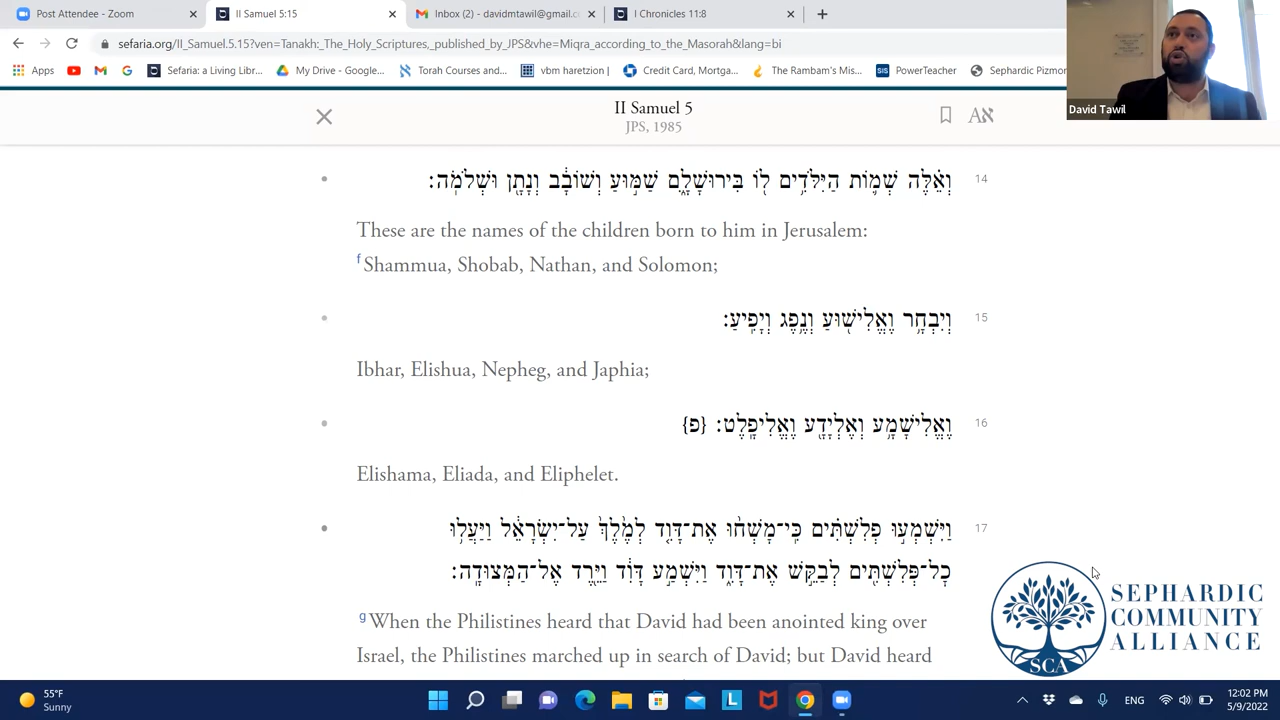 Post Attendee - Zoom
II Samuel 5:15
Inbox (2) - davidmtawil@gmail.c
I Chronicles 11:8
sefaria.org/II_Samuel.5.15?ven=Tanakh:_The_Holy_Scriptures_published_by_JPS&vhe=Miqra_according_to_the_Masorah&lang=bi
Apps
Sefaria: a Living Libr...
My Drive - Google...
Torah Courses and...
vbm haretzion
Credit Card, Mortga...
The Rambam's Mis...
SIS
PowerTeacher
Sephardic Pizmon
David Tawil
II Samuel 5
JPS, 1985
Aא
וְאֵ֗לֶּה שְׁמ֛וֹת הַיִּלֹּדִ֥ים ל֖וֹ בִּירוּשָׁלָ֑͏ִם שַׁמּ֣וּעַ וְשׁוֹבָ֔ב וְנָתָ֖ן וּשְׁלֹמֹֽה׃ 14
These are the names of the children born to him in Jerusalem:
f Shammua, Shobab, Nathan, and Solomon;
וְיִבְחָ֥ר וֶאֱלִישׁ֖וּעַ וְנֶ֥פֶג וְיָפִֽיעַ׃ 15
Ibhar, Elishua, Nepheg, and Japhia;
וֶאֱלִישָׁמָ֥ע וְאֶלְיָדָ֖ע וֶאֱלִיפָֽלֶט׃ {פ} 16
Elishama, Eliada, and Eliphelet.
וַיִּשְׁמְע֣וּ פְלִשְׁתִּ֗ים כִּֽי־מָשְׁח֨וּ אֶת־דָּוִ֤ד לְמֶ֙לֶךְ֙ עַל־יִשְׂרָאֵ֔ל וַיַּעֲל֥וּ 17
כׇל־פְּלִשְׁתִּ֖ים לְבַקֵּ֣שׁ אֶת־דָּוִ֑ד וַיִּשְׁמַ֣ע דָּוִ֔ד וַיֵּ֖רֶד אֶל־הַמְּצוּדָֽה׃
g When the Philistines heard that David had been anointed king over
Israel, the Philistines marched up in search of David; but David heard
SEPHARDIC
COMMUNITY
ALLIANCE
SCA
55°F
Sunny
ENG
12:02 PM
5/9/2022